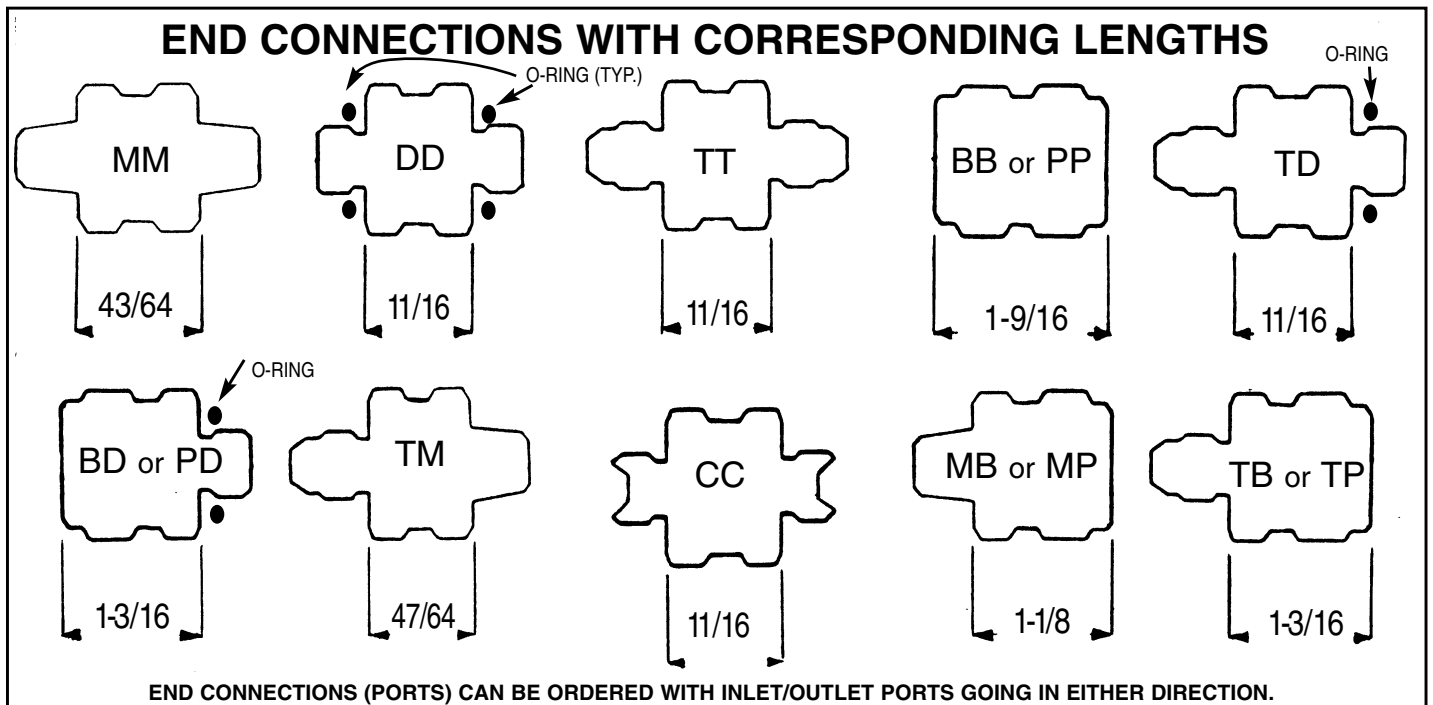 END CONNECTIONS WITH CORRESPONDING LENGTHS
O-RING (TYP.)
O-RING
MM
DD
TT
BB or PP
TD
43/64
11/16
11/16
1-9/16
11/16
O-RING
BD or PD
TM
CC
MB or MP
TB or TP
1-3/16
47/64
11/16
1-1/8
1-3/16
END CONNECTIONS (PORTS) CAN BE ORDERED WITH INLET/OUTLET PORTS GOING IN EITHER DIRECTION.